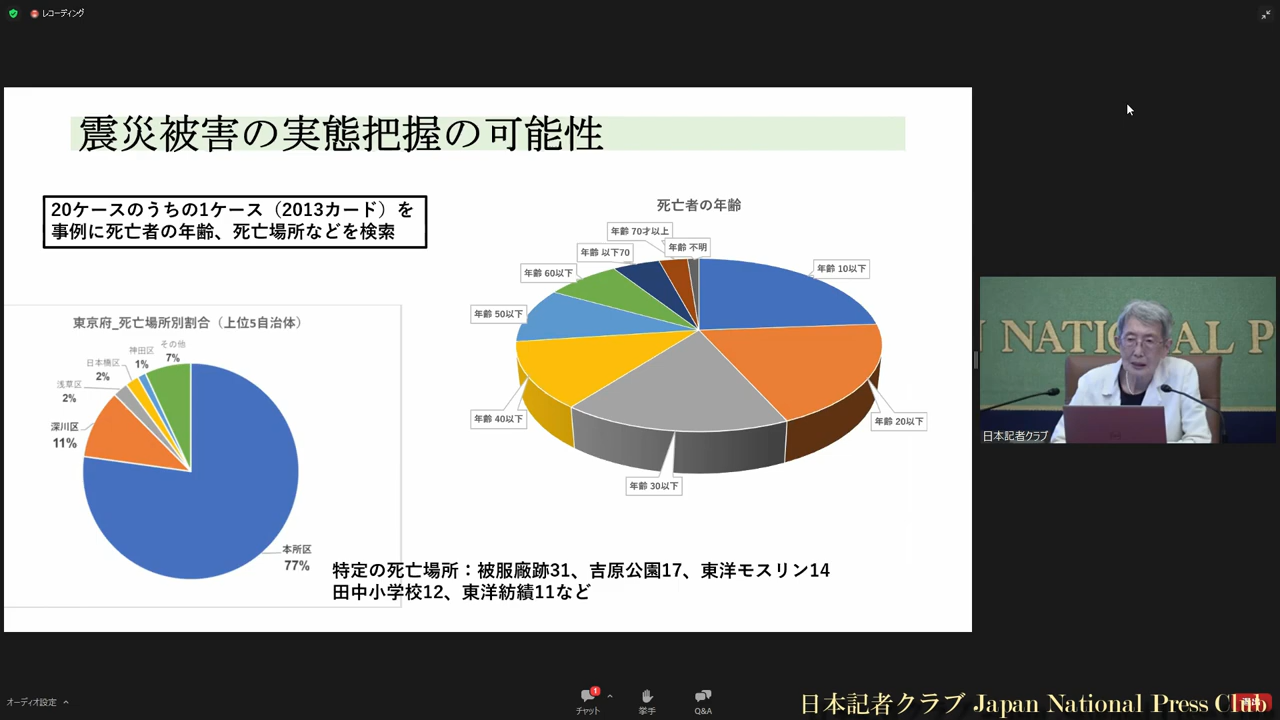 レコーディング
震災被害の実態把握の可能性
20ケースのうちの1ケース（2013カード）を
事例に死亡者の年齢、死亡場所などを検索
死亡者の年齢
年齢 70才以上
年齢 不明
年齢 以下70
年齢 10以下
年齢 60以下
年齢 50以下
年齢 40以下
年齢 20以下
年齢 30以下
東京府_死亡場所別割合（上位5自治体）
その他
7%
神田区
1%
日本橋区
2%
浅草区
2%
深川区
11%
本所区
77%
特定の死亡場所：被服廠跡31、吉原公園17、東洋モスリン14
田中小学校12、東洋紡績11など
N NATIONAL P
日本記者クラブ
オーディオ設定
1
チャット
挙手
Q&A
日本記者クラブ Japan National Press Club